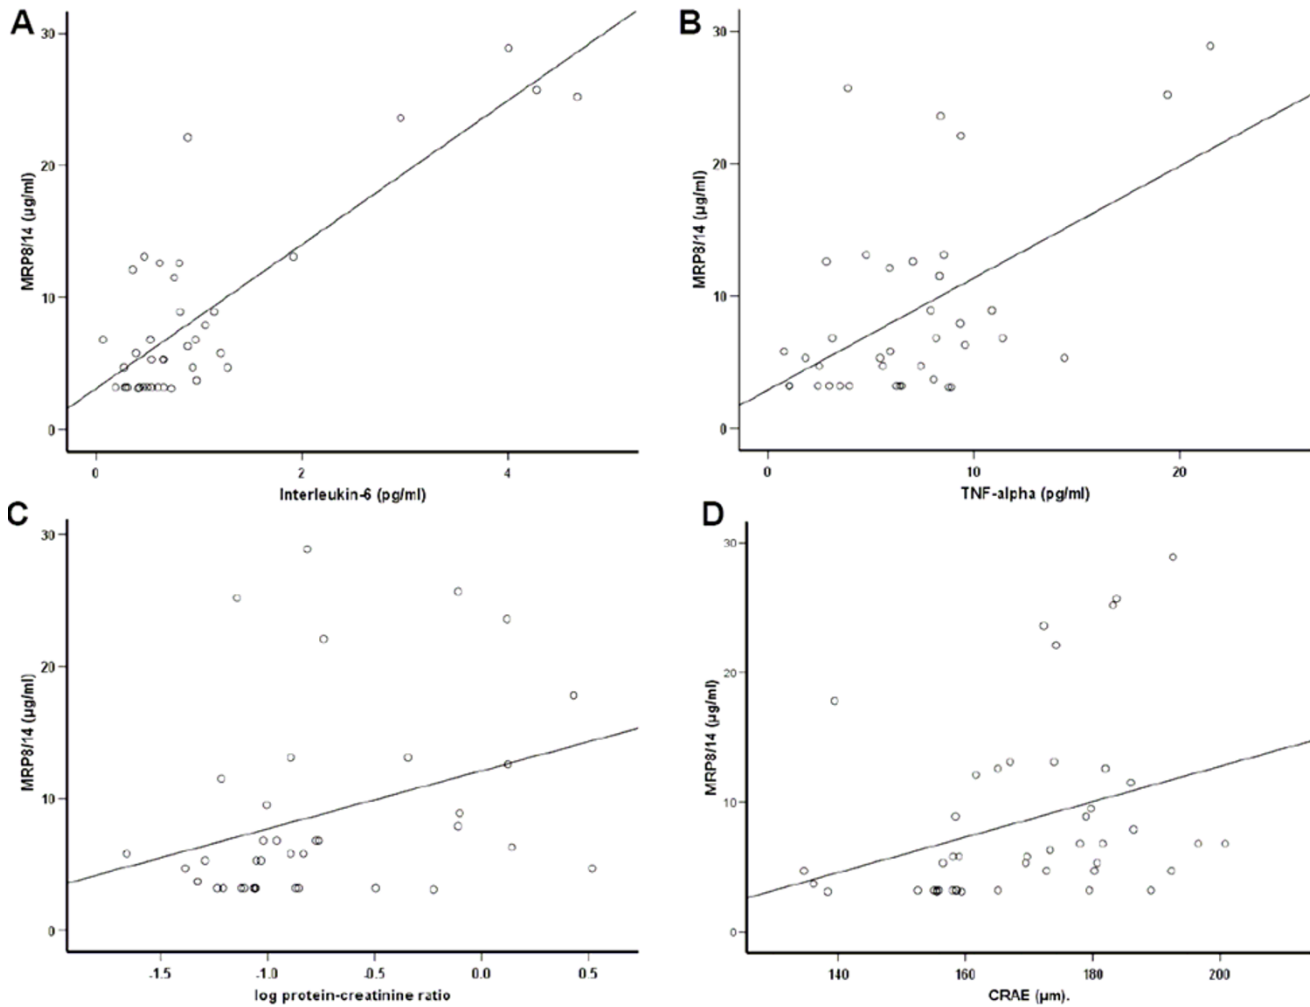 A
30
20
10
0
MRP8/14 (µg/ml)
0 2 4
Interleukin-6 (pg/ml)
B
30
20
10
0
MRP8/14 (µg/ml)
0 10 20
TNF-alpha (pg/ml)
C
30
20
10
0
MRP8/14 (µg/ml)
-1.5 -1.0 -0.5 0.0 0.5
log protein-creatinine ratio
D
30
20
10
0
MRP8/14 (µg/ml)
140 160 180 200
CRAE (µm).